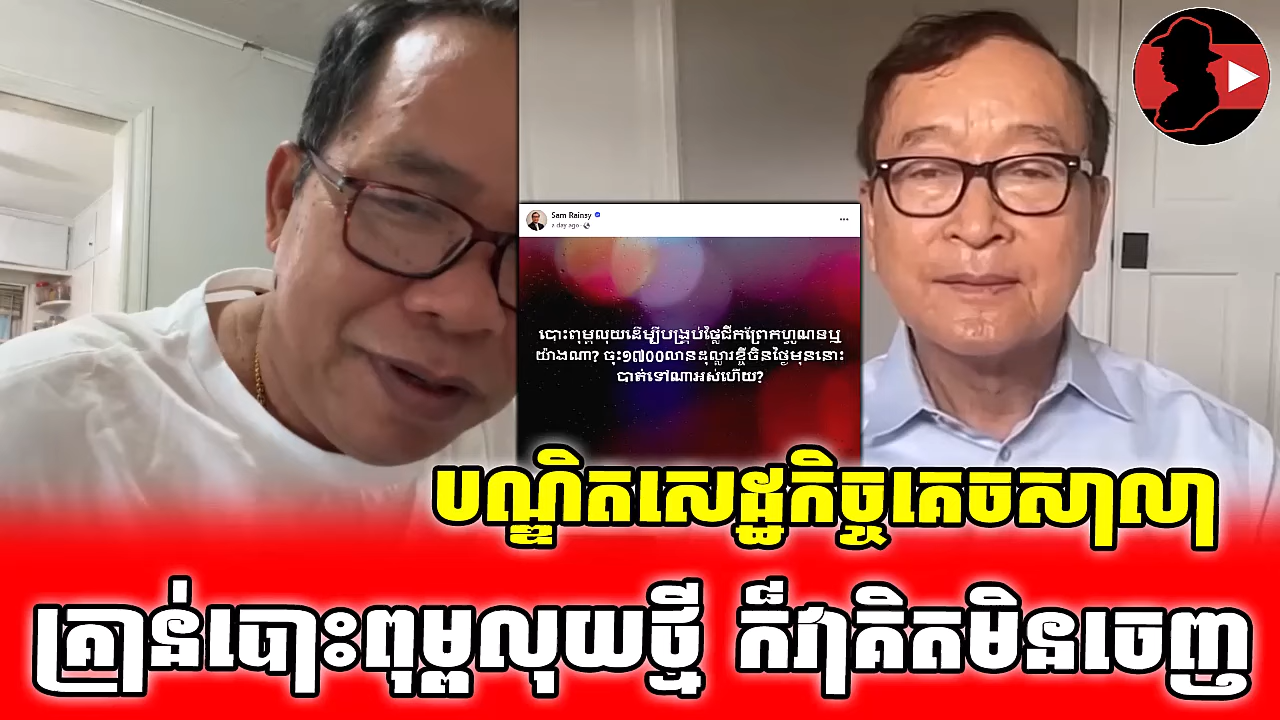 Sam Rainsy
a day ago
បោះពុម្ពលុយដើម្បីបង្គ្រប់ថ្លៃជីកព្រែកហ្វូណនឬ
យ៉ាងណា? ចុះ១៧០០លានដុល្លារខ្ចីចិនថ្ងៃមុននោះ
បាត់ទៅណាអស់ហើយ?
បណ្ឌិតសេដ្ឋកិច្ចគេចសាលា
គ្រាន់បោះពុម្ពលុយថ្មី ក៏វាគិតមិនចេញ